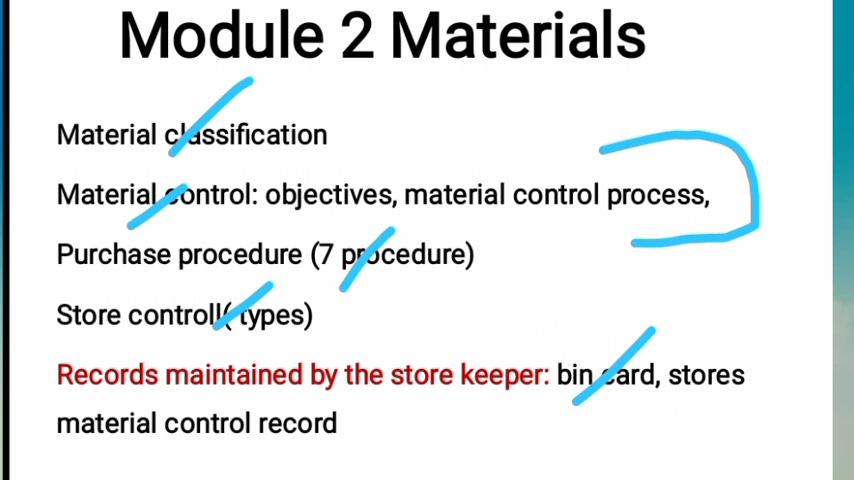 Module 2 Materials
Material classification
Material control: objectives, material control process,
Purchase procedure (7 procedure)
Store controll( types)
Records maintained by the store keeper: bin card, stores
material control record